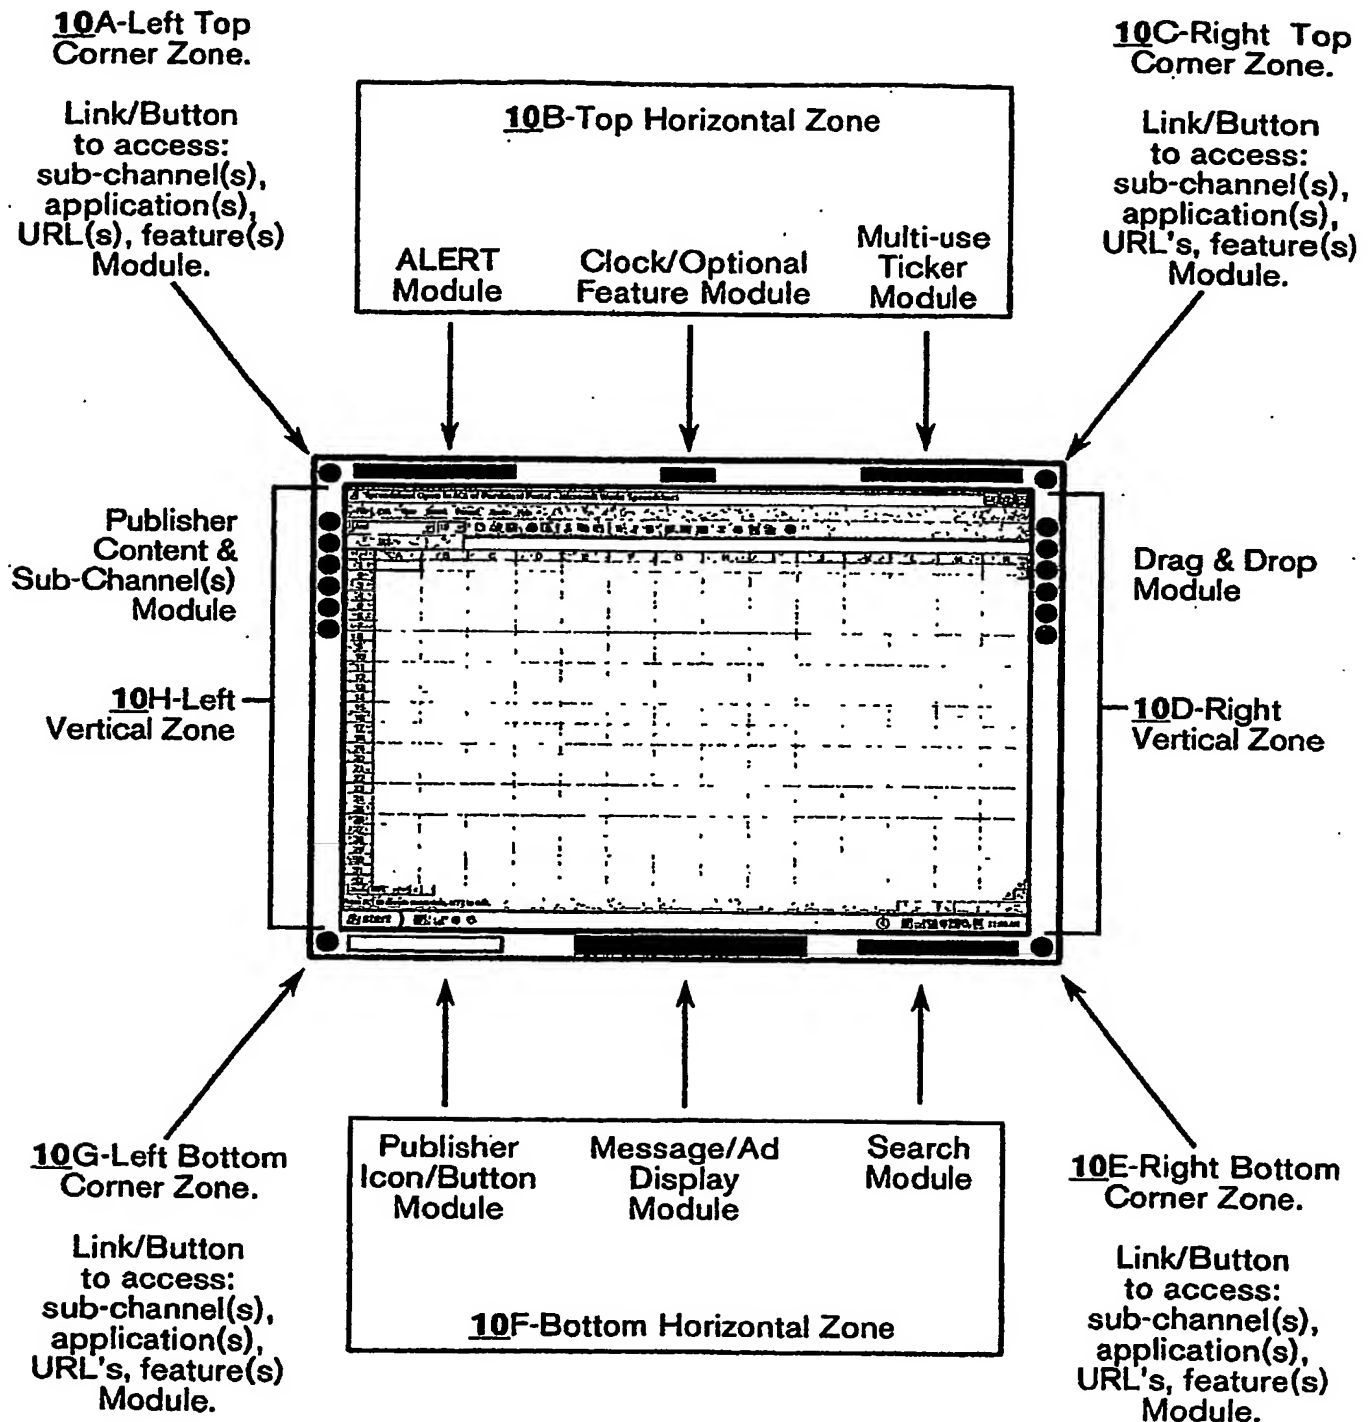 10A-Left Top
Corner Zone.
Link/Button
to access:
sub-channel(s),
application(s),
URL(s), feature(s)
Module.
10B-Top Horizontal Zone
ALERT
Module
Clock/Optional
Feature Module
Multi-use
Ticker
Module
10C-Right Top
Corner Zone.
Link/Button
to access:
sub-channel(s),
application(s),
URL's, feature(s)
Module.
Publisher
Content &
Sub-Channel(s)
Module
10H-Left
Vertical Zone
start
Drag & Drop
Module
10D-Right
Vertical Zone
10G-Left Bottom
Corner Zone.
Link/Button
to access:
sub-channel(s),
application(s),
URL's, feature(s)
Module.
Publisher
Icon/Button
Module
Message/Ad
Display
Module
Search
Module
10F-Bottom Horizontal Zone
10E-Right Bottom
Corner Zone.
Link/Button
to access:
sub-channel(s),
application(s),
URL's, feature(s)
Module.